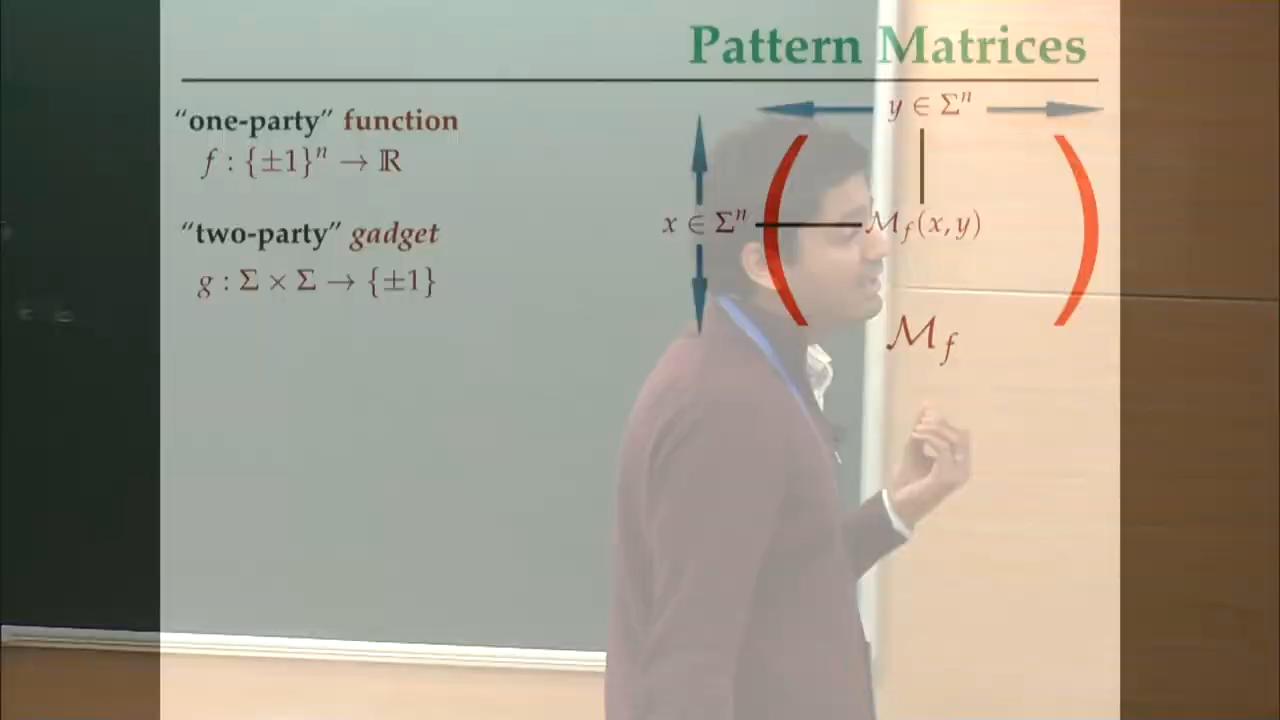 Pattern Matrices
“one-party” function
f : {±1}ⁿ → ℝ
“two-party” gadget
g : Σ × Σ → {±1}
y ∈ Σⁿ
x ∈ Σⁿ
ℳ_f(x, y)
ℳ_f